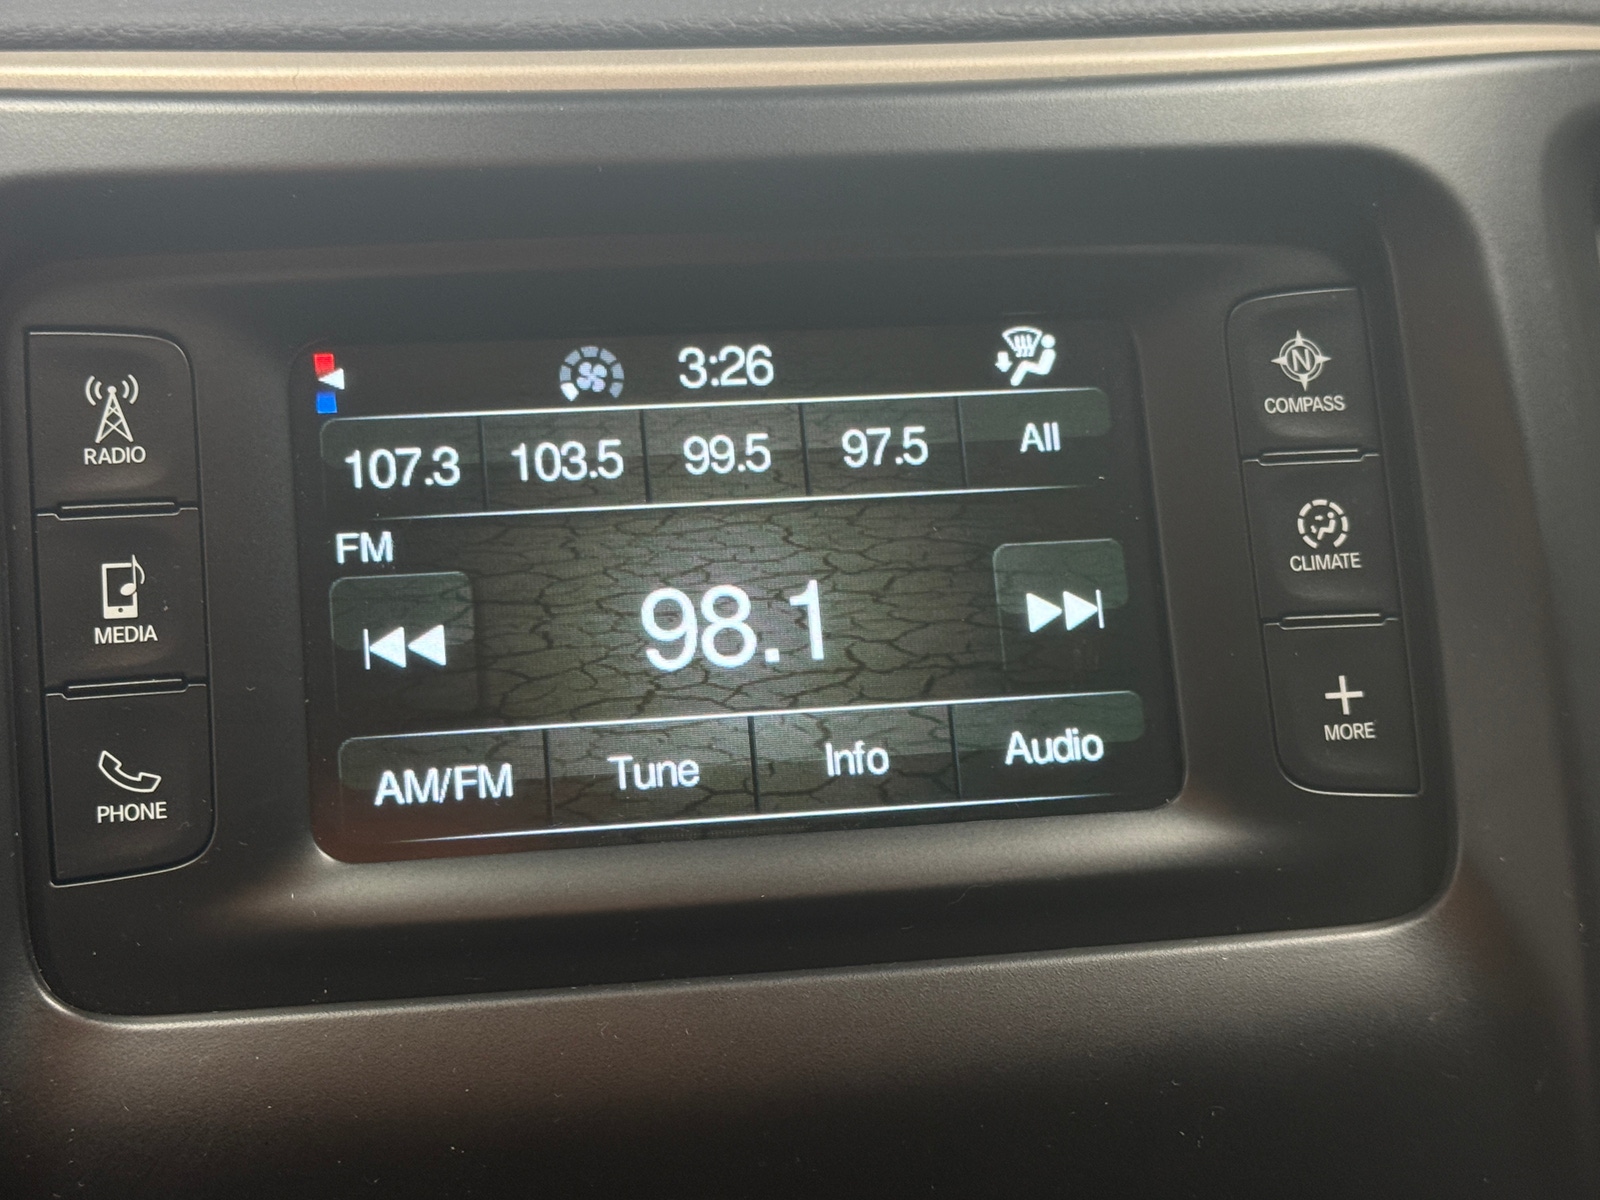 3:26
107.3 103.5 99.5 97.5 All
FM
98.1
AM/FM Tune Info Audio
RADIO
MEDIA
PHONE
N
COMPASS
CLIMATE
MORE